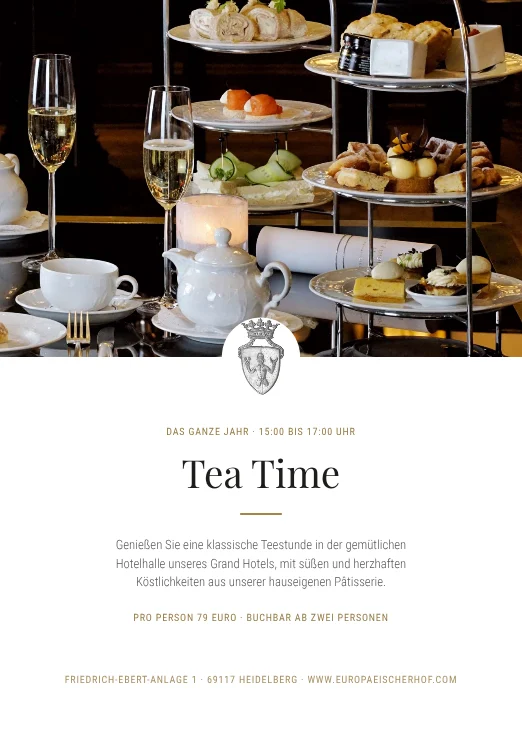 DAS GANZE JAHR · 15:00 BIS 17:00 UHR
Tea Time
Genießen Sie eine klassische Teestunde in der gemütlichen
Hotelhalle unseres Grand Hotels, mit süßen und herzhaften
Köstlichkeiten aus unserer hauseigenen Pâtisserie.
PRO PERSON 79 EURO · BUCHBAR AB ZWEI PERSONEN
FRIEDRICH-EBERT-ANLAGE 1 · 69117 HEIDELBERG · WWW.EUROPAEISCHERHOF.COM